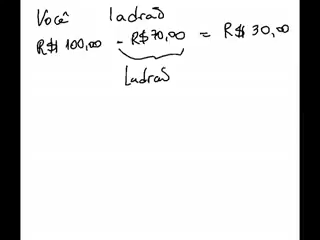 Você ladrão
R$ 100,00 - R$ 70,00 = R$ 30,00
Ladrão